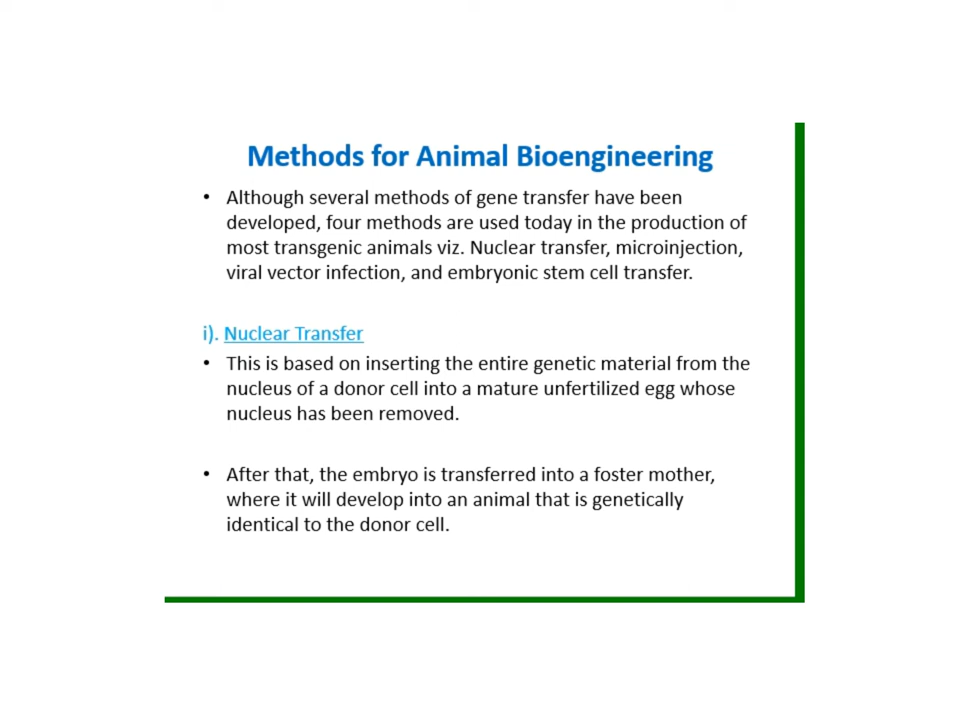 Methods for Animal Bioengineering
• Although several methods of gene transfer have been
developed, four methods are used today in the production of
most transgenic animals viz. Nuclear transfer, microinjection,
viral vector infection, and embryonic stem cell transfer.
i). Nuclear Transfer
• This is based on inserting the entire genetic material from the
nucleus of a donor cell into a mature unfertilized egg whose
nucleus has been removed.
• After that, the embryo is transferred into a foster mother,
where it will develop into an animal that is genetically
identical to the donor cell.